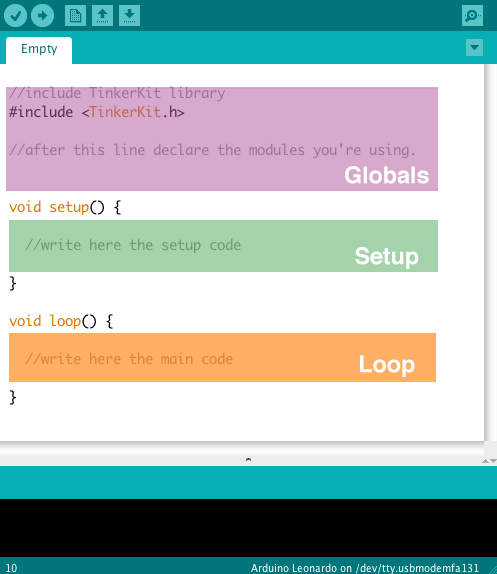 Empty
//include TinkerKit library
#include <TinkerKit.h>
//after this line declare the modules you're using.
Globals
void setup() {
//write here the setup code
Setup
}
void loop() {
//write here the main code
Loop
}
10
Arduino Leonardo on /dev/tty.usbmodemfa131